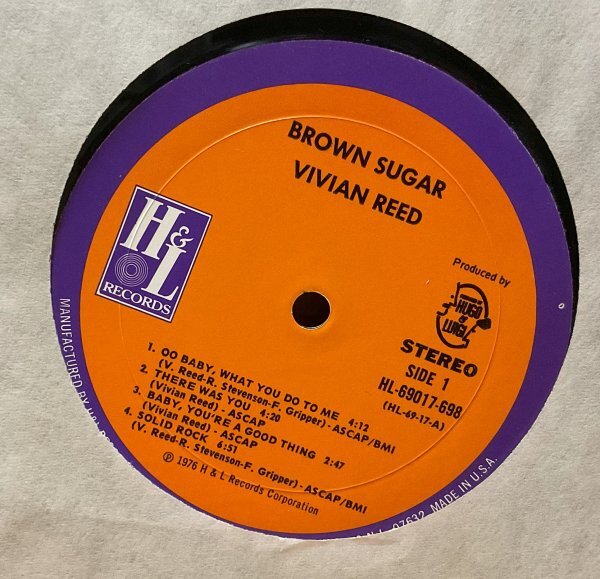 BROWN SUGAR
VIVIAN REED
H&L
RECORDS
Produced by
HUGO
&
LUIGI
STEREO
SIDE 1
HL-69017-698
(HL-69-17-A)
1. OO BABY, WHAT YOU DO TO ME 4:12
(V. Reed-R. Stevenson-F. Gripper)-ASCAP/BMI
2. THERE WAS YOU 4:20
(Vivian Reed) - ASCAP
3. BABY, YOU'RE A GOOD THING 2:47
(Vivian Reed) - ASCAP
4. SOLID ROCK 6:51
(V. Reed-R. Stevenson-F. Gripper)-ASCAP/BMI
℗ 1976 H & L Records Corporation
MANUFACTURED BY H&L
N.J. 07632 MADE IN U.S.A.